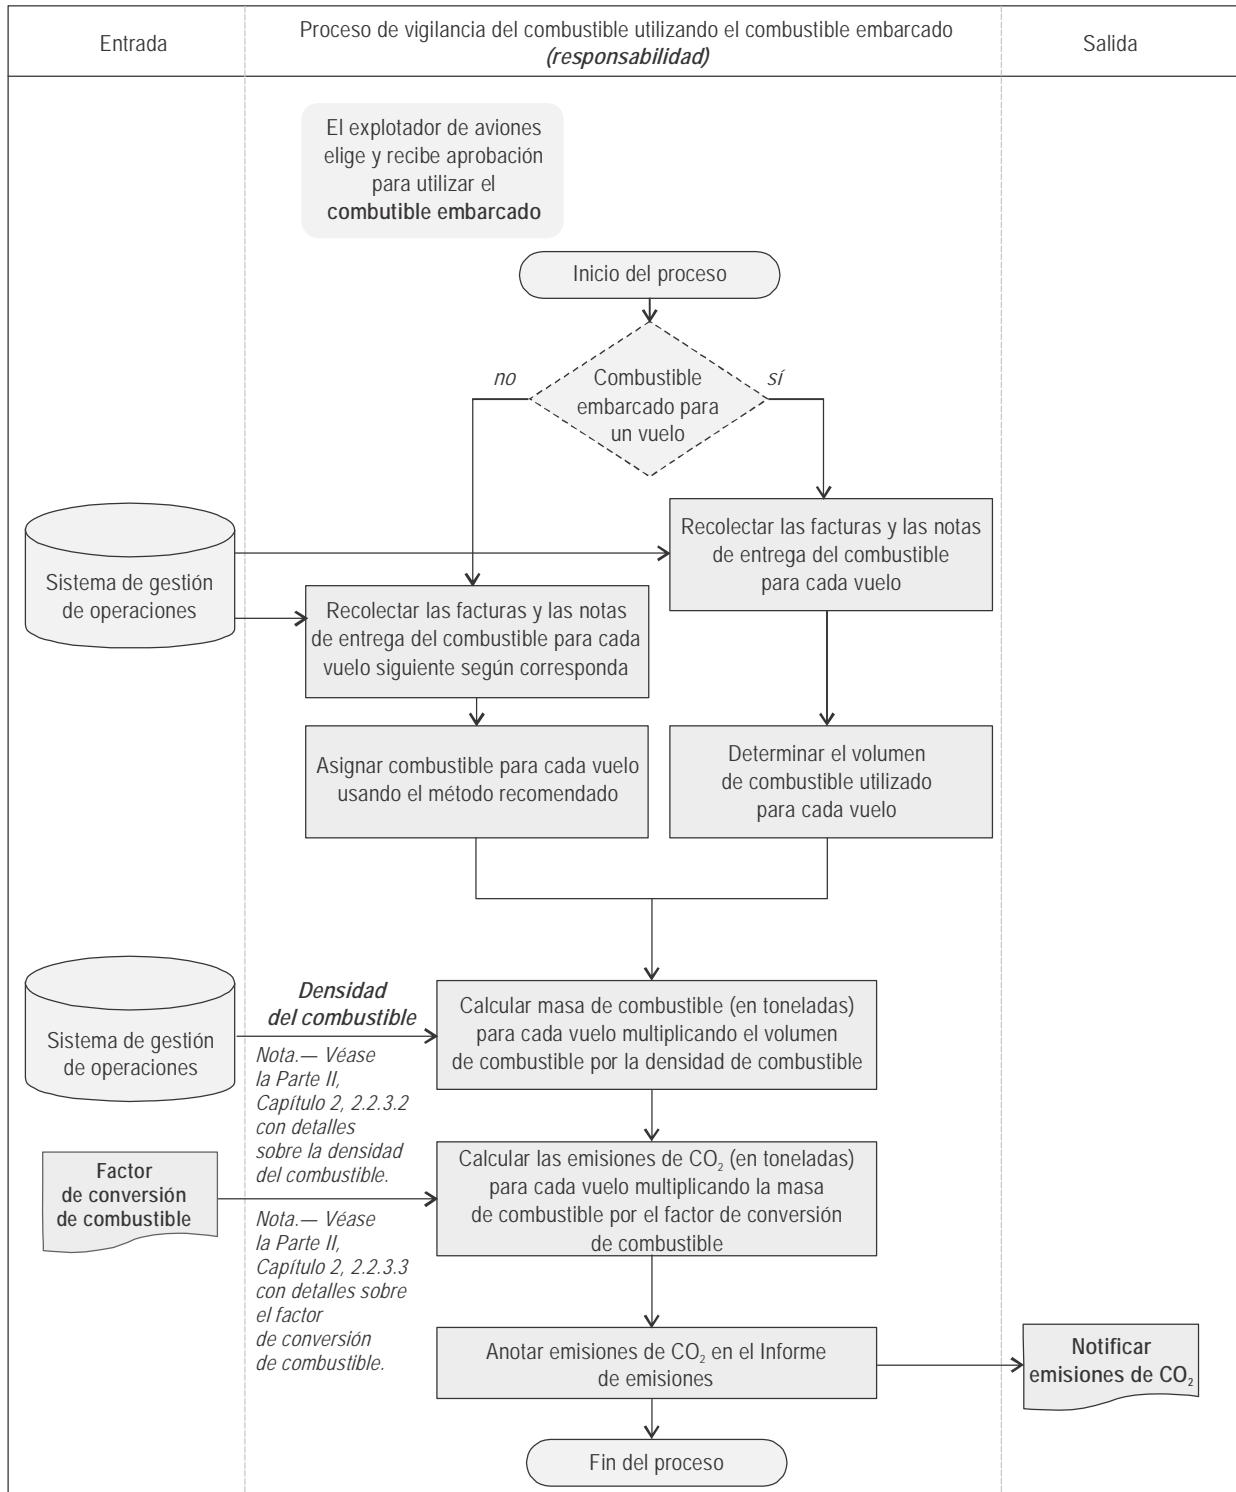 Entrada
Proceso de vigilancia del combustible utilizando el combustible embarcado
(responsabilidad)
Salida
El explotador de aviones
elige y recibe aprobación
para utilizar el
combutible embarcado
Inicio del proceso
no
sí
Combustible
embarcado para
un vuelo
Sistema de gestión
de operaciones
Recolectar las facturas y las notas
de entrega del combustible
para cada vuelo
Recolectar las facturas y las notas
de entrega del combustible para cada
vuelo siguiente según corresponda
Asignar combustible para cada vuelo
usando el método recomendado
Determinar el volumen
de combustible utilizado
para cada vuelo
Sistema de gestión
de operaciones
Densidad
del combustible
Nota.— Véase
la Parte II,
Capítulo 2, 2.2.3.2
con detalles
sobre la densidad
del combustible.
Calcular masa de combustible (en toneladas)
para cada vuelo multiplicando el volumen
de combustible por la densidad de combustible
Factor
de conversión
de combustible
Nota.— Véase
la Parte II,
Capítulo 2, 2.2.3.3
con detalles sobre
el factor
de conversión
de combustible.
Calcular las emisiones de CO₂ (en toneladas)
para cada vuelo multiplicando la masa
de combustible por el factor de conversión
de combustible
Anotar emisiones de CO₂ en el Informe
de emisiones
Notificar
emisiones de CO₂
Fin del proceso